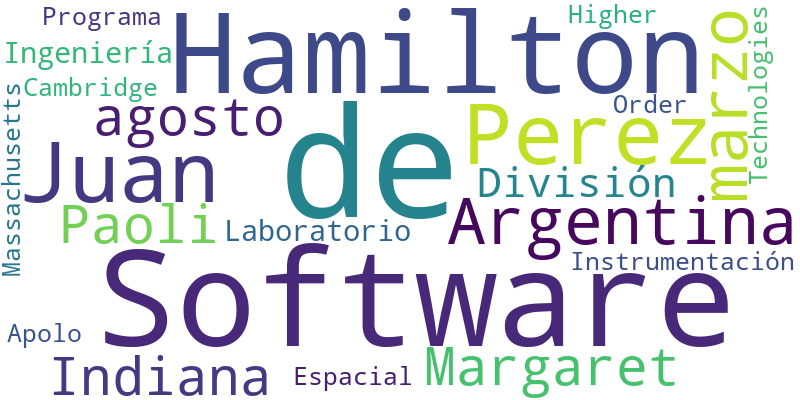 Programa
Hamilton
Higher
Technologies
Ingeniería
marzo
Cambridge
Order
Massachusetts
agosto
de
Perez
Juan
División
Paoli
Laboratorio
Argentina
Software
Instrumentación
Apolo
Indiana
Espacial
Margaret